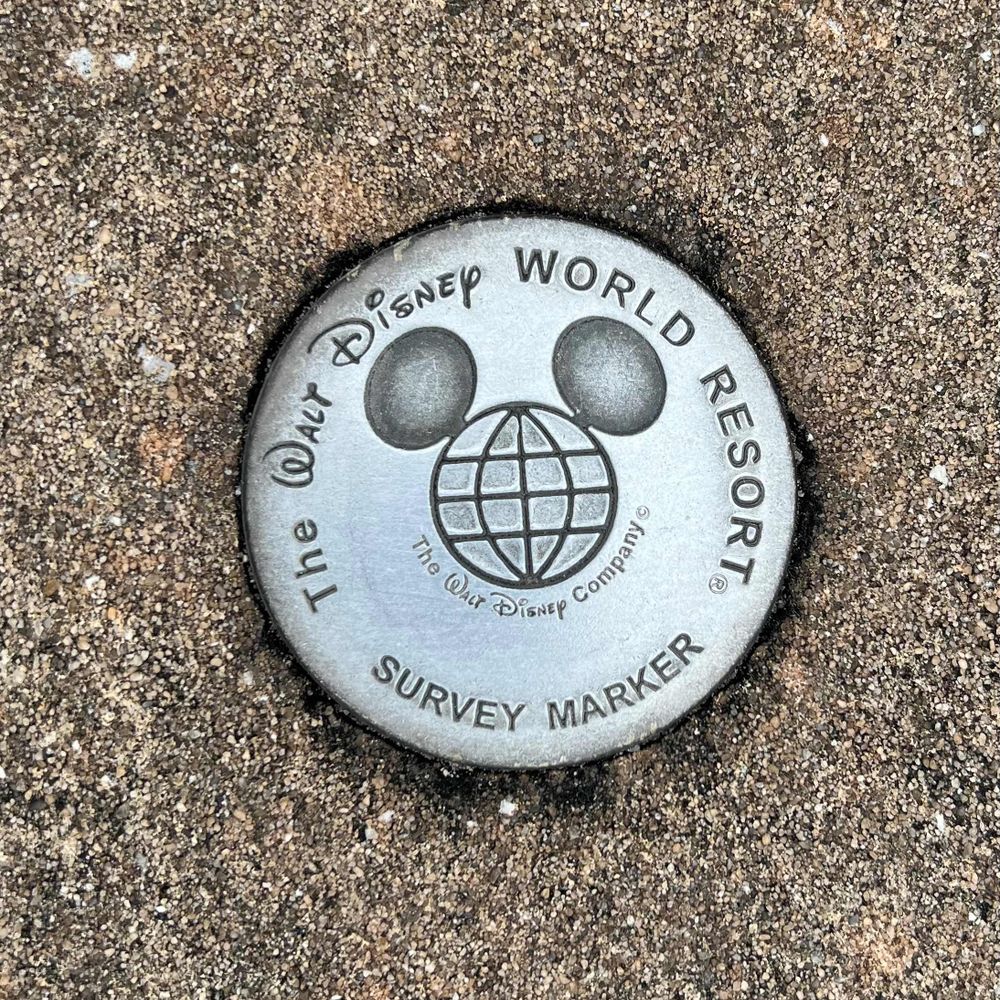 The Walt Disney WORLD RESORT®
The Walt Disney Company©
SURVEY MARKER